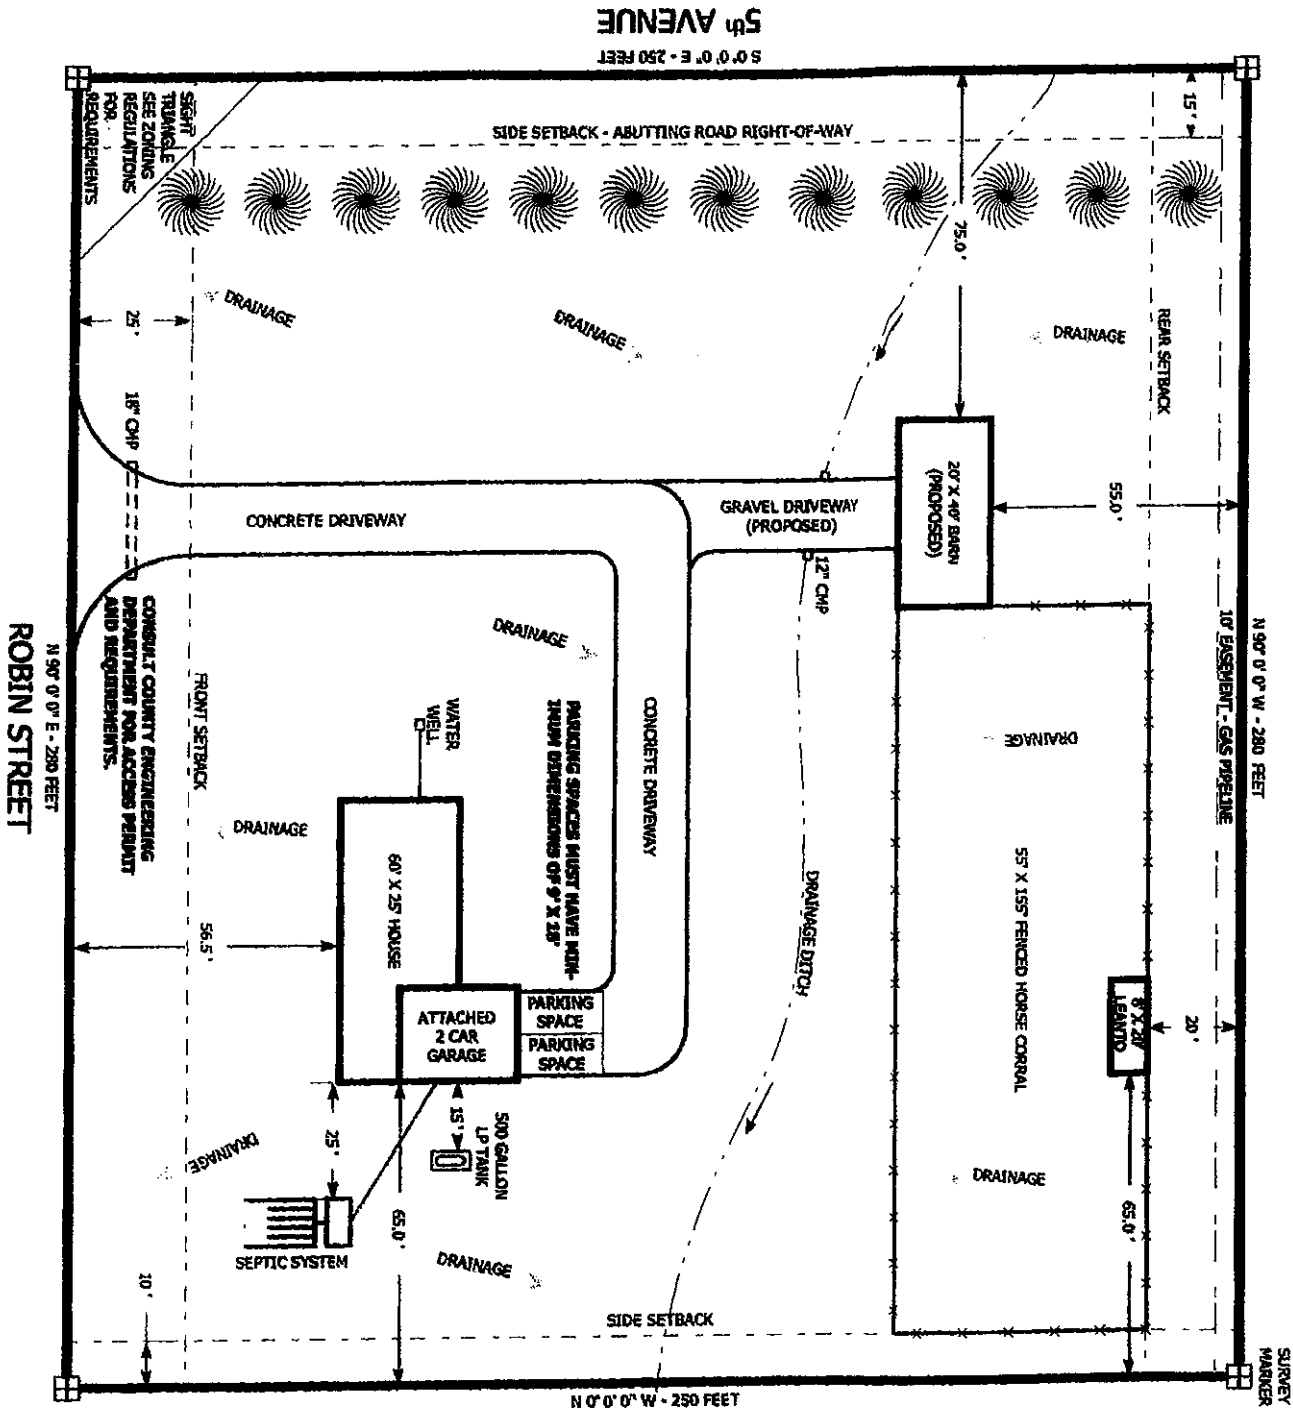 5th AVENUE
S 0° 0' 0" E - 250 FEET
SIGHT
TRIANGLE
SEE ZONING
REGULATIONS
FOR
REQUIREMENTS
SIDE SETBACK - ABUTTING ROAD RIGHT-OF-WAY
15'
75.0'
REAR SETBACK
DRAINAGE
DRAINAGE
DRAINAGE
25'
18" CMP
CONCRETE DRIVEWAY
GRAVEL DRIVEWAY
(PROPOSED)
20' X 40' BARN
(PROPOSED)
55.0'
12" CMP
10' EASEMENT - GAS PIPELINE
N 90° 0' 0" W - 280 FEET
CONSULT COUNTY ENGINEERING
DEPARTMENT FOR ACCESS PERMIT
AND REQUIREMENTS.
ROBIN STREET
N 90° 0' 0" E - 280 FEET
FRONT SETBACK
DRAINAGE
WATER
WELL
PARKING SPACES MUST HAVE MIN-
IMUM DIMENSIONS OF 9' X 18'
CONCRETE DRIVEWAY
DRAINAGE
DRAINAGE
60' X 25' HOUSE
56.5'
DRAINAGE DITCH
55' X 155' FENCED HORSE CORRAL
ATTACHED
2 CAR
GARAGE
PARKING
SPACE
PARKING
SPACE
8' X 20'
LEANTO
20'
15'
500 GALLON
LP TANK
25'
DRAINAGE
65.0'
DRAINAGE
65.0'
SEPTIC SYSTEM
DRAINAGE
10'
SIDE SETBACK
N 0° 0' 0" W - 250 FEET
SURVEY
MARKER